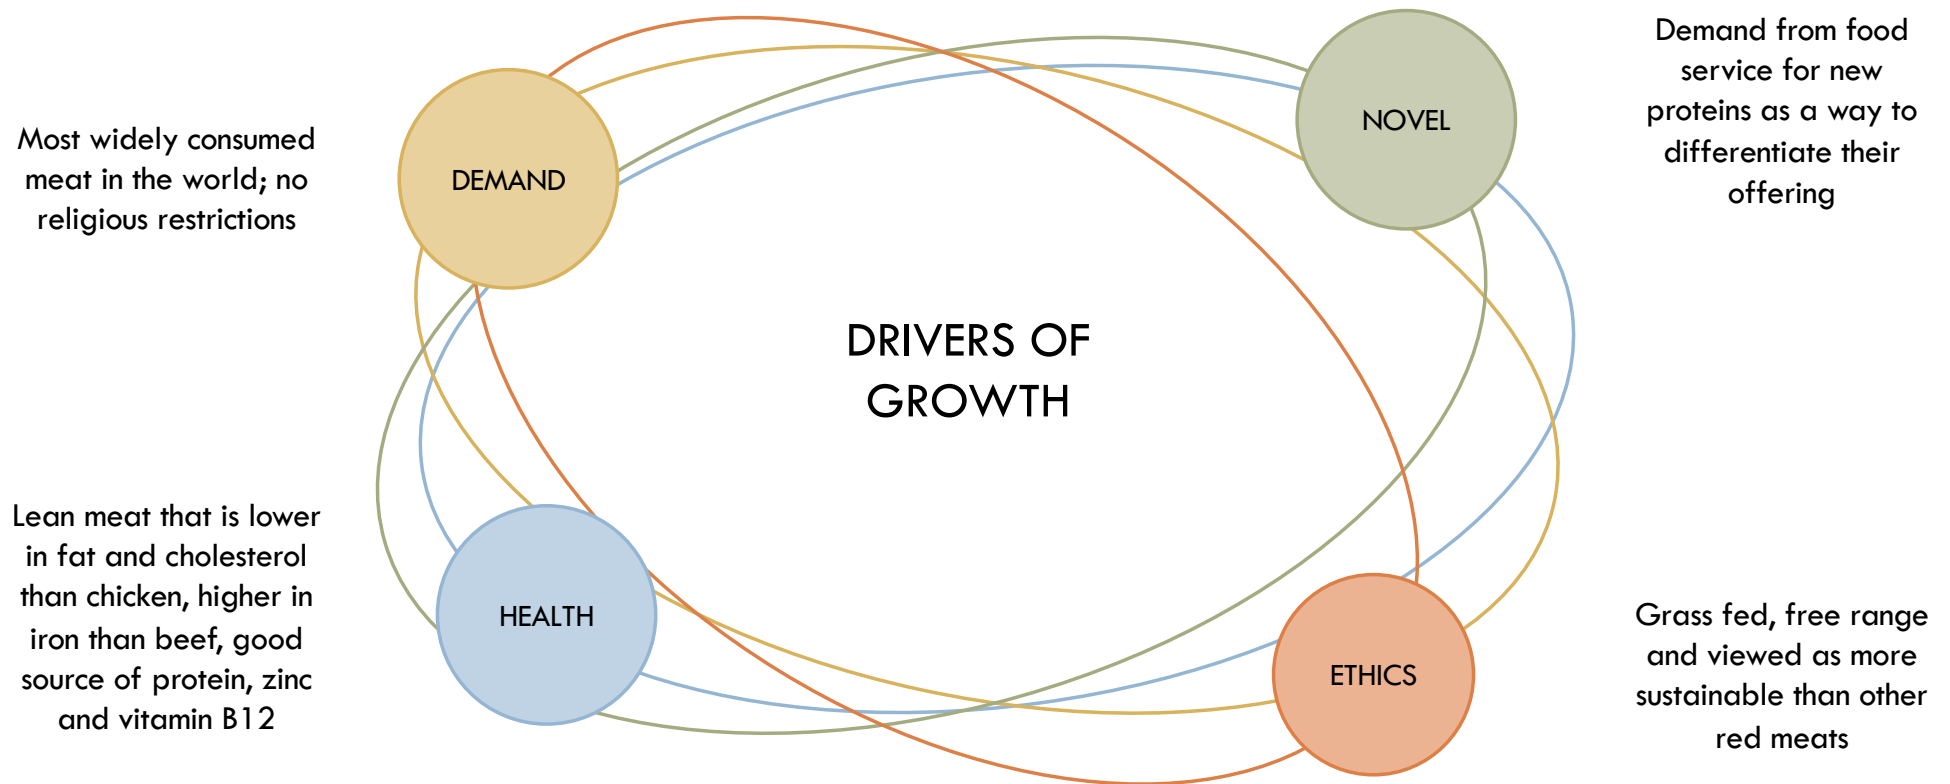 Most widely consumed
meat in the world; no
religious restrictions
DEMAND
NOVEL
Demand from food
service for new
proteins as a way to
differentiate their
offering
DRIVERS OF
GROWTH
Lean meat that is lower
in fat and cholesterol
than chicken, higher in
iron than beef, good
source of protein, zinc
and vitamin B12
HEALTH
ETHICS
Grass fed, free range
and viewed as more
sustainable than other
red meats